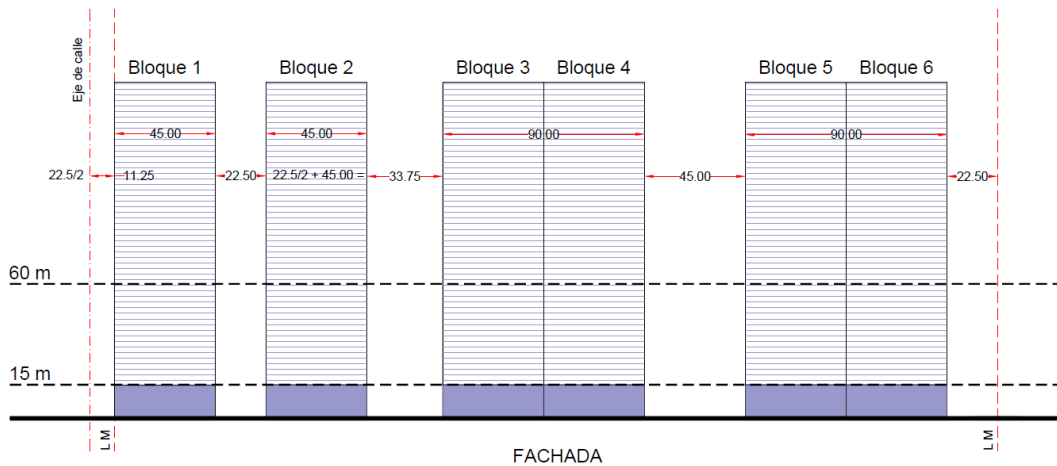 Eje de calle
Bloque 1
Bloque 2
Bloque 3
Bloque 4
Bloque 5
Bloque 6
45.00
45.00
90.00
90.00
22.5/2
11.25
22.50
22.5/2 + 45.00 =
33.75
45.00
22.50
60 m
15 m
L M
L M
FACHADA